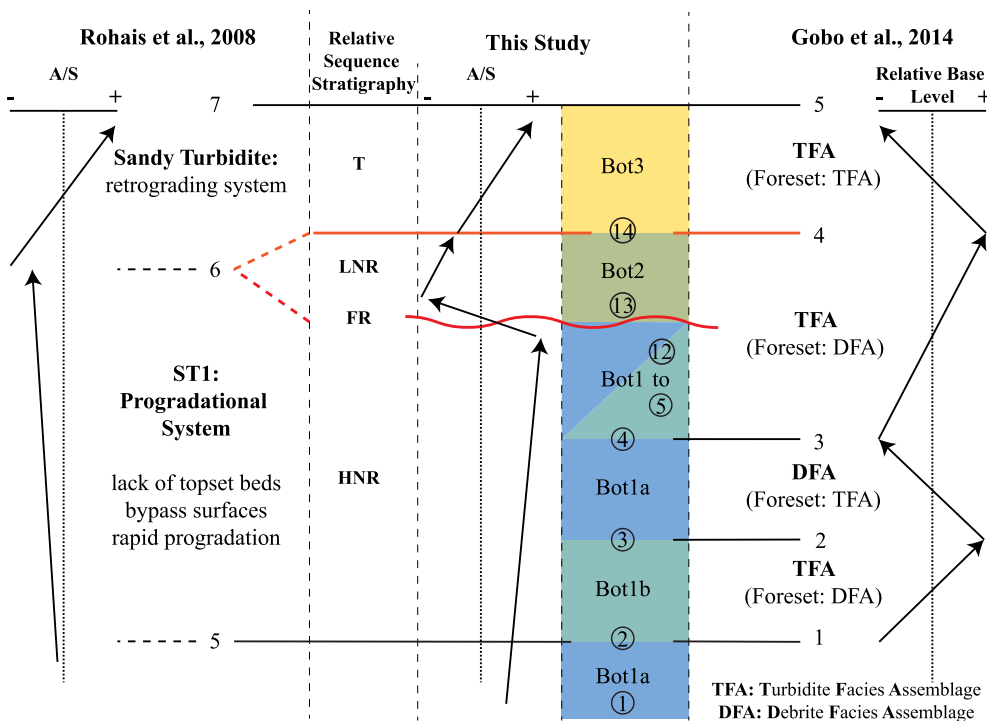 Rohais et al., 2008
Relative
Sequence
Stratigraphy
This Study
Gobo et al., 2014
A/S
- +
7
A/S
- +
5
Relative Base
Level
- +
Sandy Turbidite:
retrograding system
T
Bot3
TFA
(Foreset: TFA)
14
4
6
LNR
Bot2
FR
13
TFA
(Foreset: DFA)
12
Bot1 to
5
ST1:
Progradational
System
4
3
lack of topset beds
bypass surfaces
rapid progradation
HNR
Bot1a
DFA
(Foreset: TFA)
3
2
Bot1b
TFA
(Foreset: DFA)
5
2
1
Bot1a
1
TFA: Turbidite Facies Assemblage
DFA: Debrite Facies Assemblage